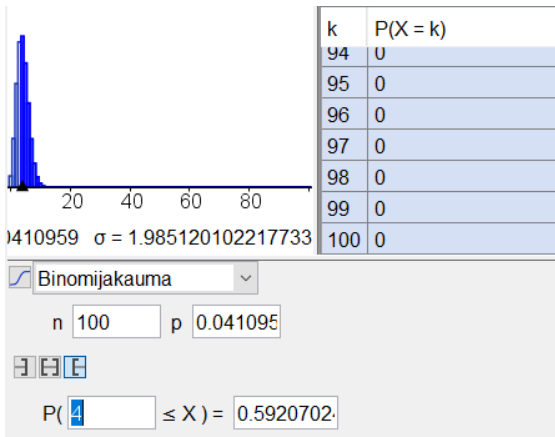 k P(X = k)
94 0
95 0
96 0
97 0
98 0
99 0
100 0
20 40 60 80
0410959 σ = 1.985120102217733
Binomijakauma
n 100 p 0.041095
P( 4 ≤ X ) = 0.5920702